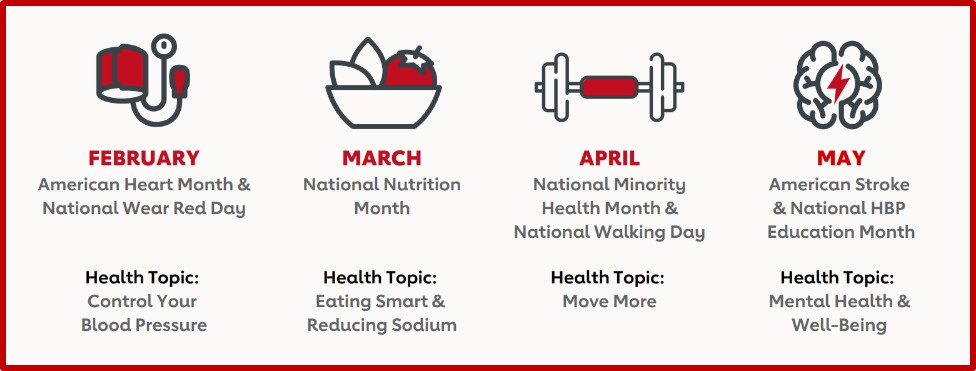 FEBRUARY
American Heart Month &
National Wear Red Day
Health Topic:
Control Your
Blood Pressure
MARCH
National Nutrition
Month
Health Topic:
Eating Smart &
Reducing Sodium
APRIL
National Minority
Health Month &
National Walking Day
Health Topic:
Move More
MAY
American Stroke
& National HBP
Education Month
Health Topic:
Mental Health &
Well-Being